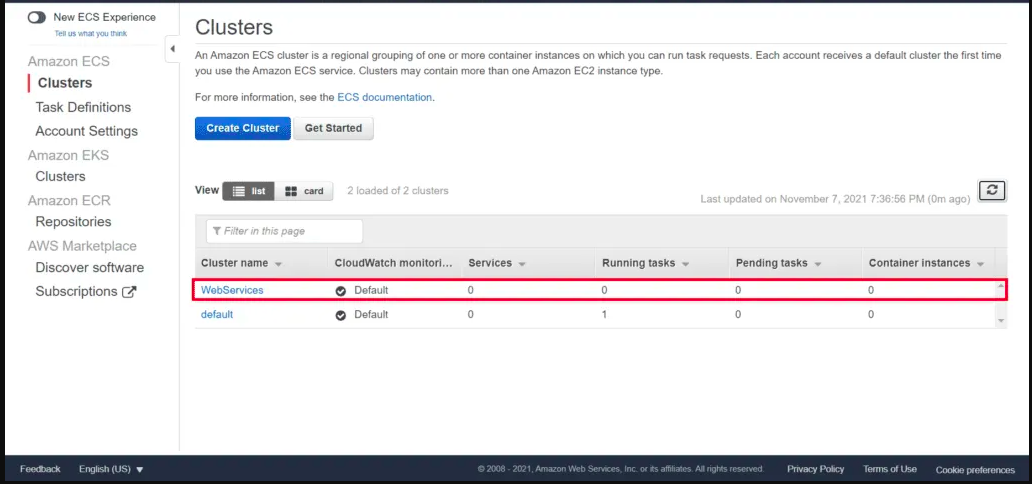 New ECS Experience
Tell us what you think
Amazon ECS
Clusters
Task Definitions
Account Settings
Amazon EKS
Clusters
Amazon ECR
Repositories
AWS Marketplace
Discover software
Subscriptions
Clusters
An Amazon ECS cluster is a regional grouping of one or more container instances on which you can run task requests. Each account receives a default cluster the first time
you use the Amazon ECS service. Clusters may contain more than one Amazon EC2 instance type.
For more information, see the ECS documentation.
Create Cluster Get Started
View list card 2 loaded of 2 clusters
Last updated on November 7, 2021 7:36:56 PM (0m ago)
Filter in this page
Cluster name CloudWatch monitori... Services Running tasks Pending tasks Container instances
WebServices Default 0 0 0 0
default Default 0 1 0 0
Feedback English (US) © 2008 - 2021, Amazon Web Services, Inc. or its affiliates. All rights reserved. Privacy Policy Terms of Use Cookie preferences